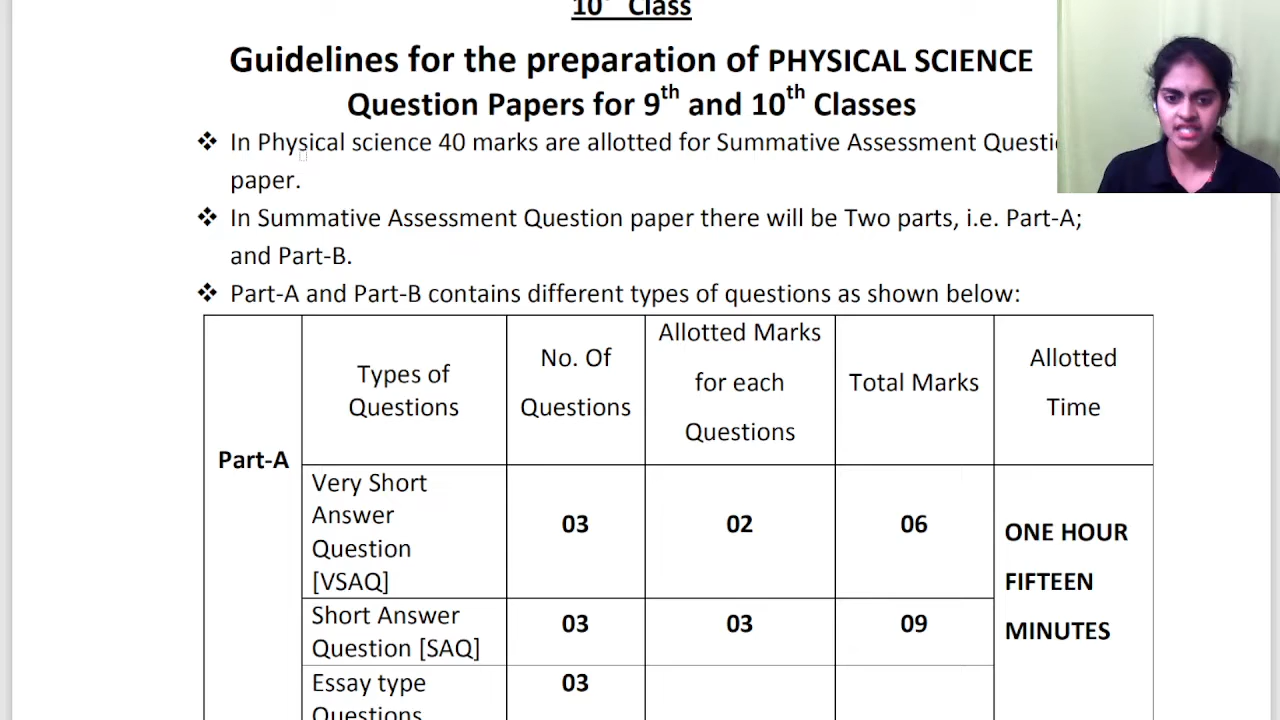 10th Class
Guidelines for the preparation of PHYSICAL SCIENCE
Question Papers for 9th and 10th Classes
❖ In Physical science 40 marks are allotted for Summative Assessment
paper.
❖ In Summative Assessment Question paper there will be Two parts, i.e. Part-A;
and Part-B.
❖ Part-A and Part-B contains different types of questions as shown below:
Part-A
Types of
Questions
No. Of
Questions
Allotted Marks
for each
Questions
Total Marks
Allotted
Time
Very Short
Answer
Question
[VSAQ]
03
02
06
ONE HOUR
FIFTEEN
MINUTES
Short Answer
Question [SAQ]
03
03
09
Essay type
Questions
03